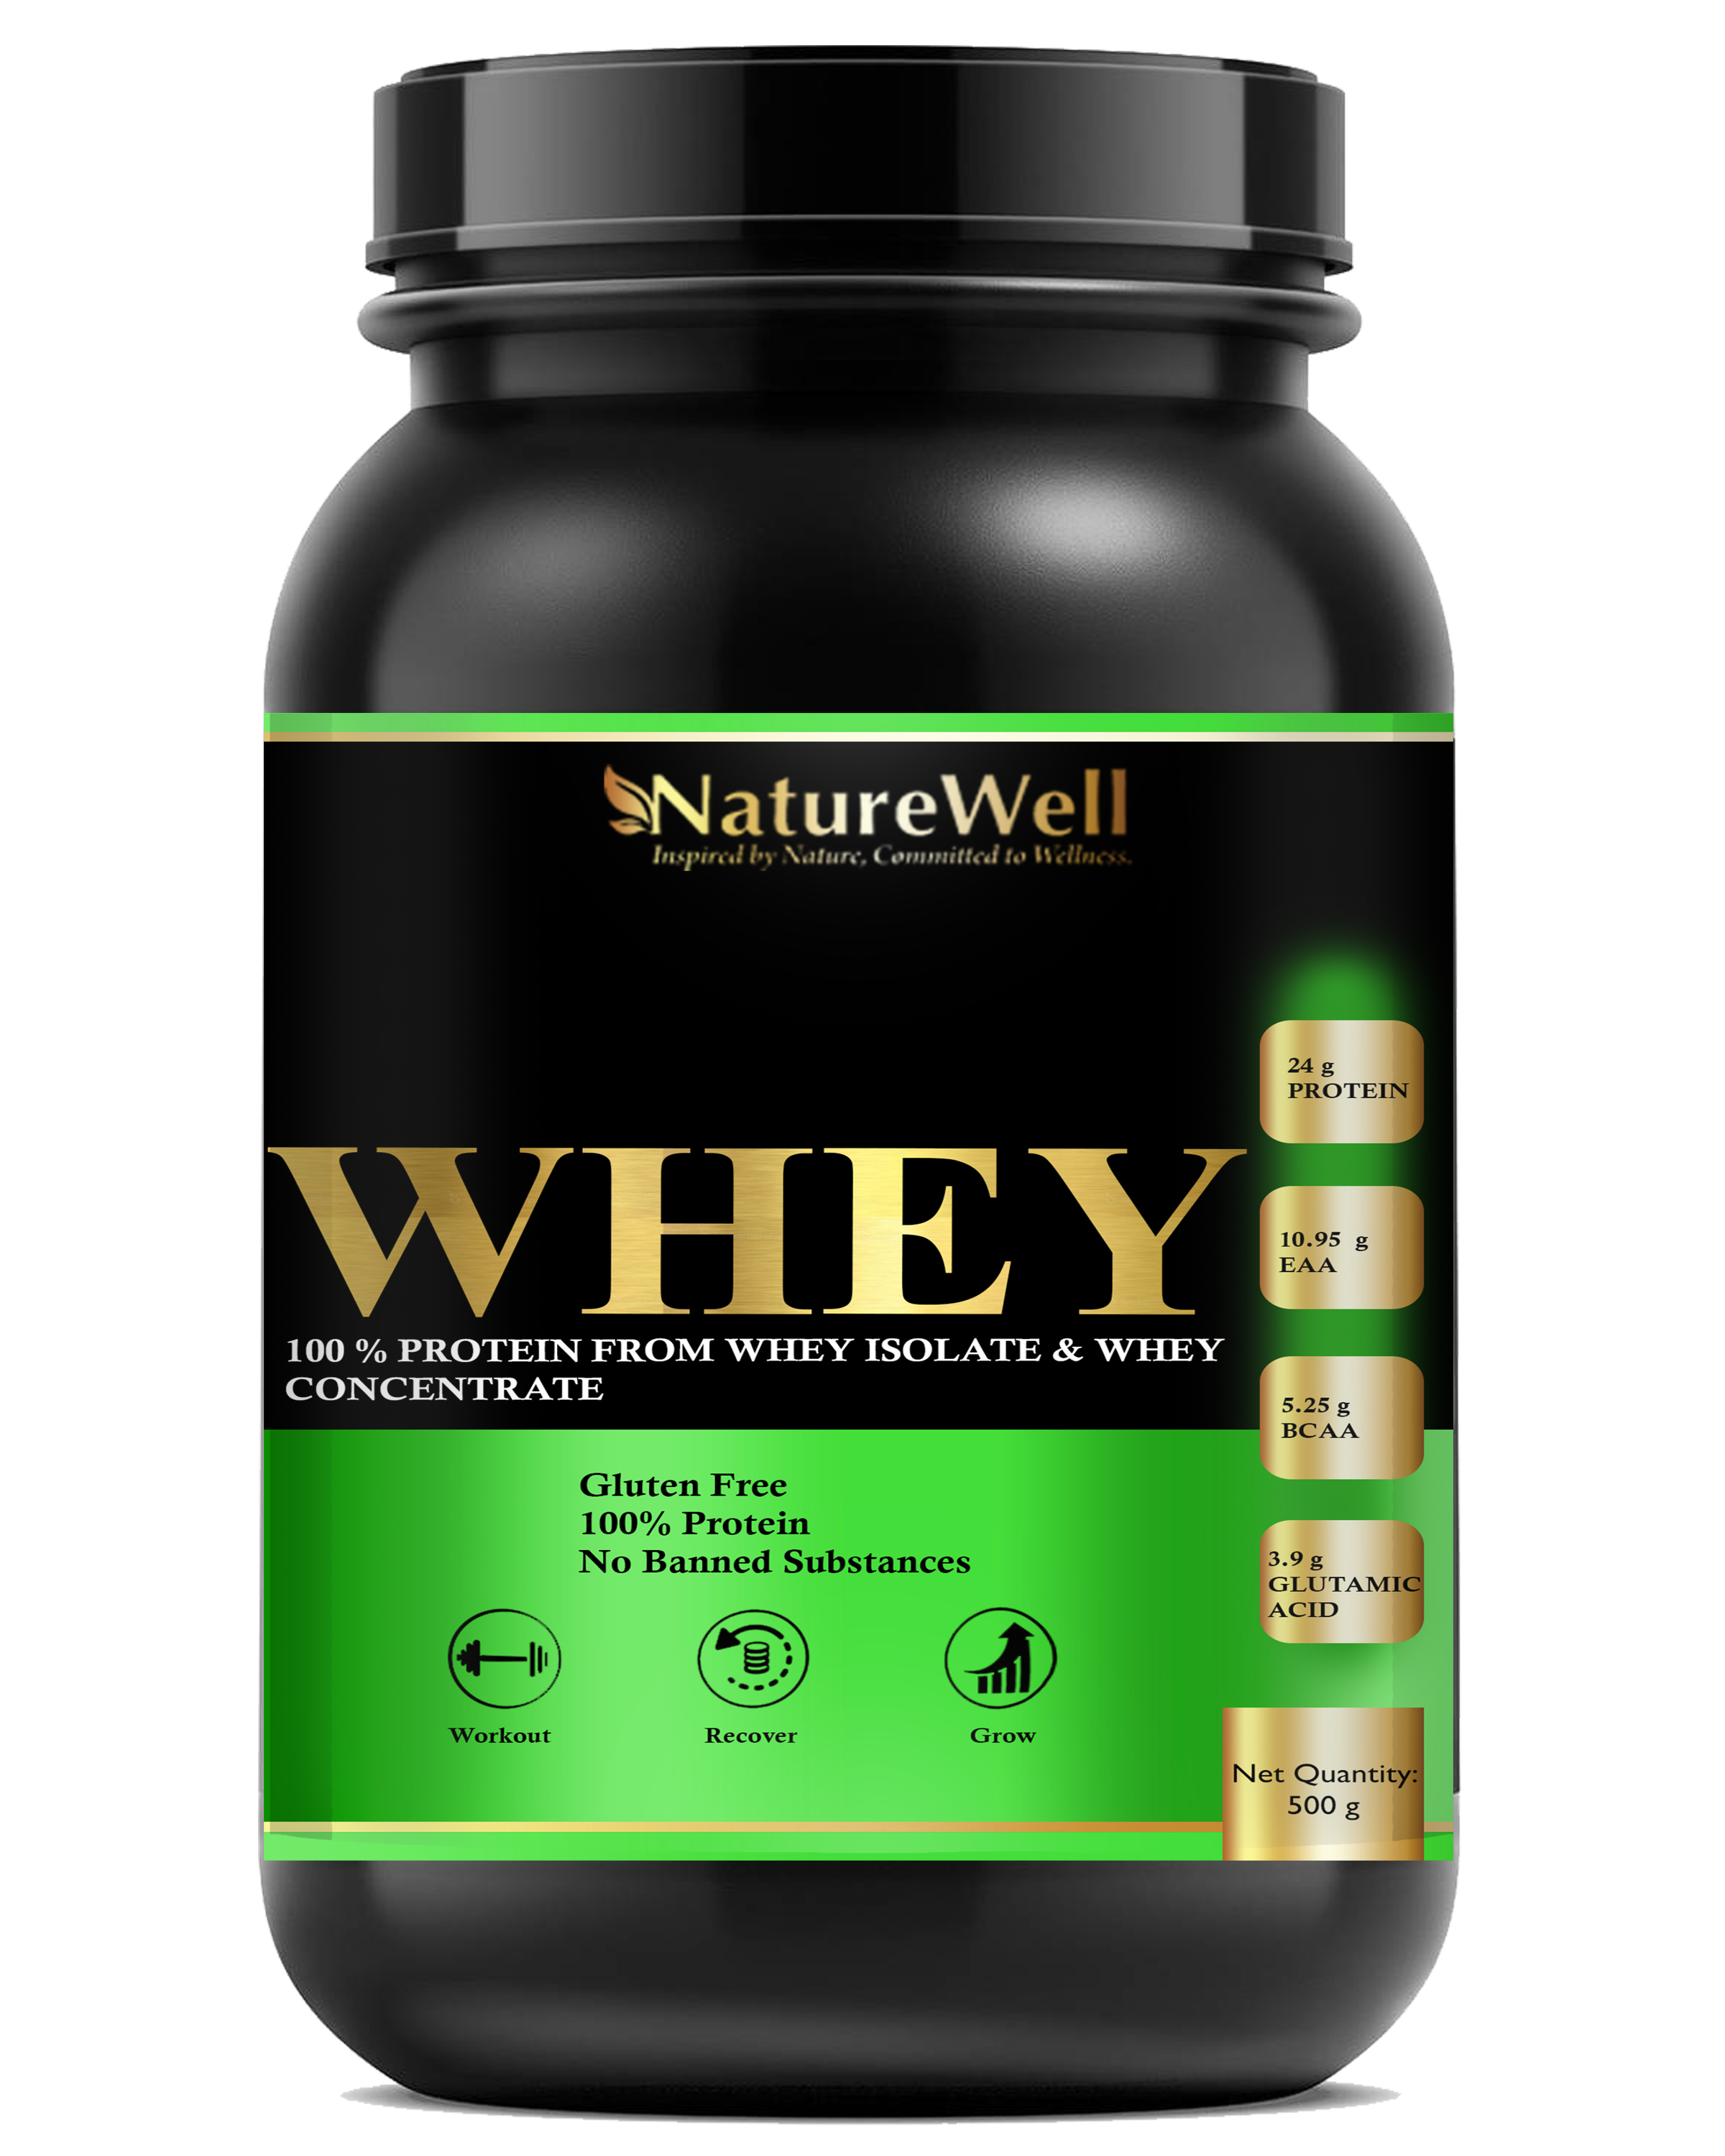 NatureWell
Inspired by Nature, Committed to Wellness.
24 g
PROTEIN
10.95 g
EAA
WHEY
100 % PROTEIN FROM WHEY ISOLATE & WHEY
CONCENTRATE
5.25 g
BCAA
Gluten Free
100% Protein
No Banned Substances
3.9 g
GLUTAMIC
ACID
Workout
Recover
Grow
Net Quantity:
500 g